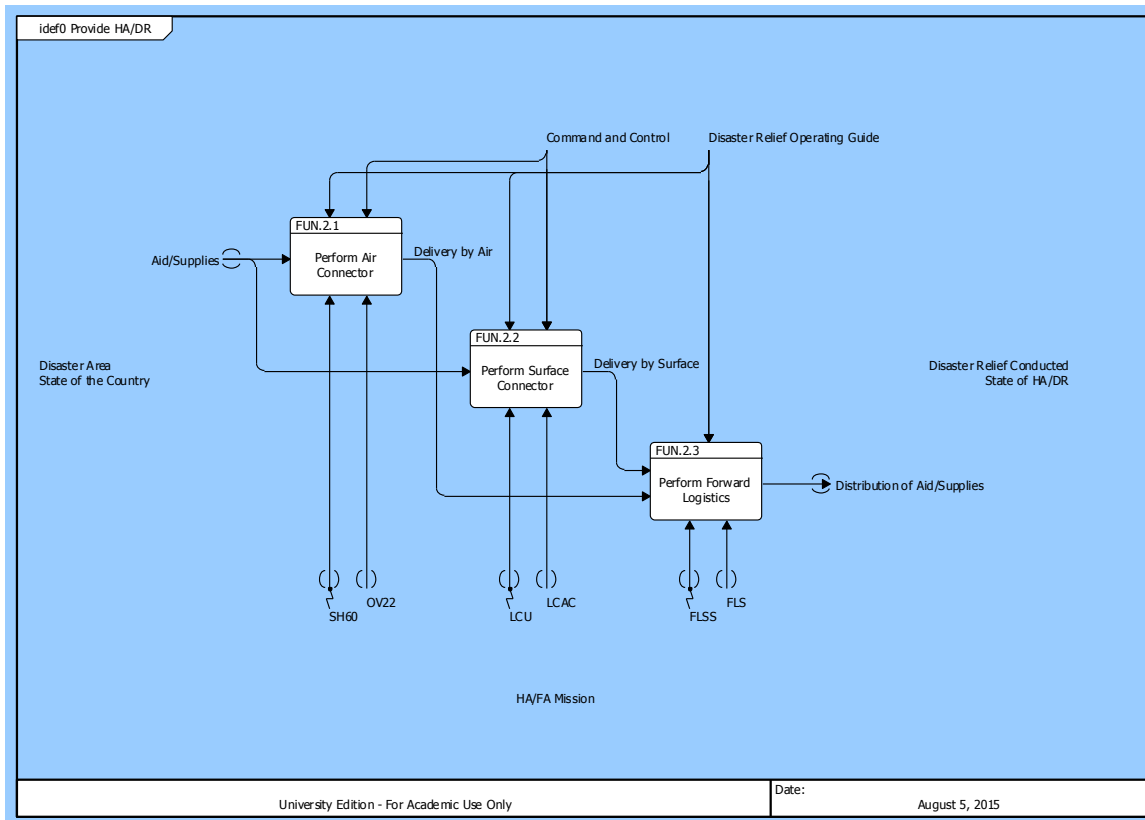 idef0 Provide HA/DR
Command and Control
Disaster Relief Operating Guide
FUN.2.1
Perform Air
Connector
Aid/Supplies
Delivery by Air
FUN.2.2
Perform Surface
Connector
Delivery by Surface
Disaster Area
State of the Country
Disaster Relief Conducted
State of HA/DR
FUN.2.3
Perform Forward
Logistics
Distribution of Aid/Supplies
SH60
OV22
LCU
LCAC
FLSS
FLS
HA/FA Mission
University Edition - For Academic Use Only
Date:
August 5, 2015